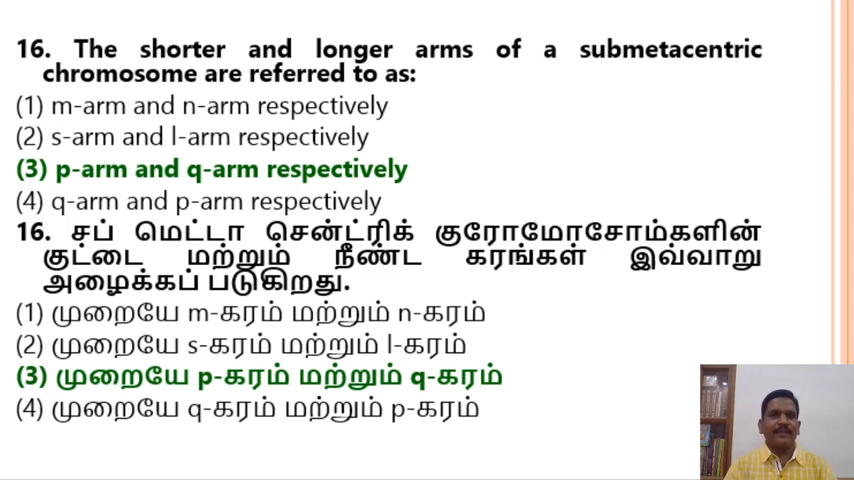 16. The shorter and longer arms of a submetacentric
chromosome are referred to as:
(1) m-arm and n-arm respectively
(2) s-arm and l-arm respectively
(3) p-arm and q-arm respectively
(4) q-arm and p-arm respectively
16. சப் மெட்டா சென்ட்ரிக் குரோமோசோம்களின்
குட்டை மற்றும் நீண்ட கரங்கள் இவ்வாறு
அழைக்கப் படுகிறது.
(1) முறையே m-கரம் மற்றும் n-கரம்
(2) முறையே s-கரம் மற்றும் l-கரம்
(3) முறையே p-கரம் மற்றும் q-கரம்
(4) முறையே q-கரம் மற்றும் p-கரம்